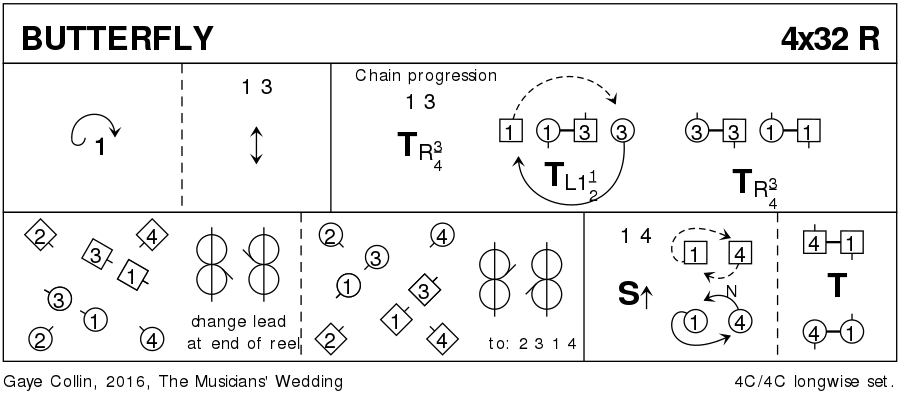 BUTTERFLY 4x32 R
1
1 3
Chain progression
1 3
T R 3/4
1 1 3 3
T L 1 1/2
3 3 1 1
T R 3/4
2 4
3
1
3
1
2 4
change lead
at end of reel
2 4
3
1
3
1
2 4
to: 2 3 1 4
1 4
S
1 4
N
1 4
4 1
T
4 1
Gaye Collin, 2016, The Musicians' Wedding
4C/4C longwise set.